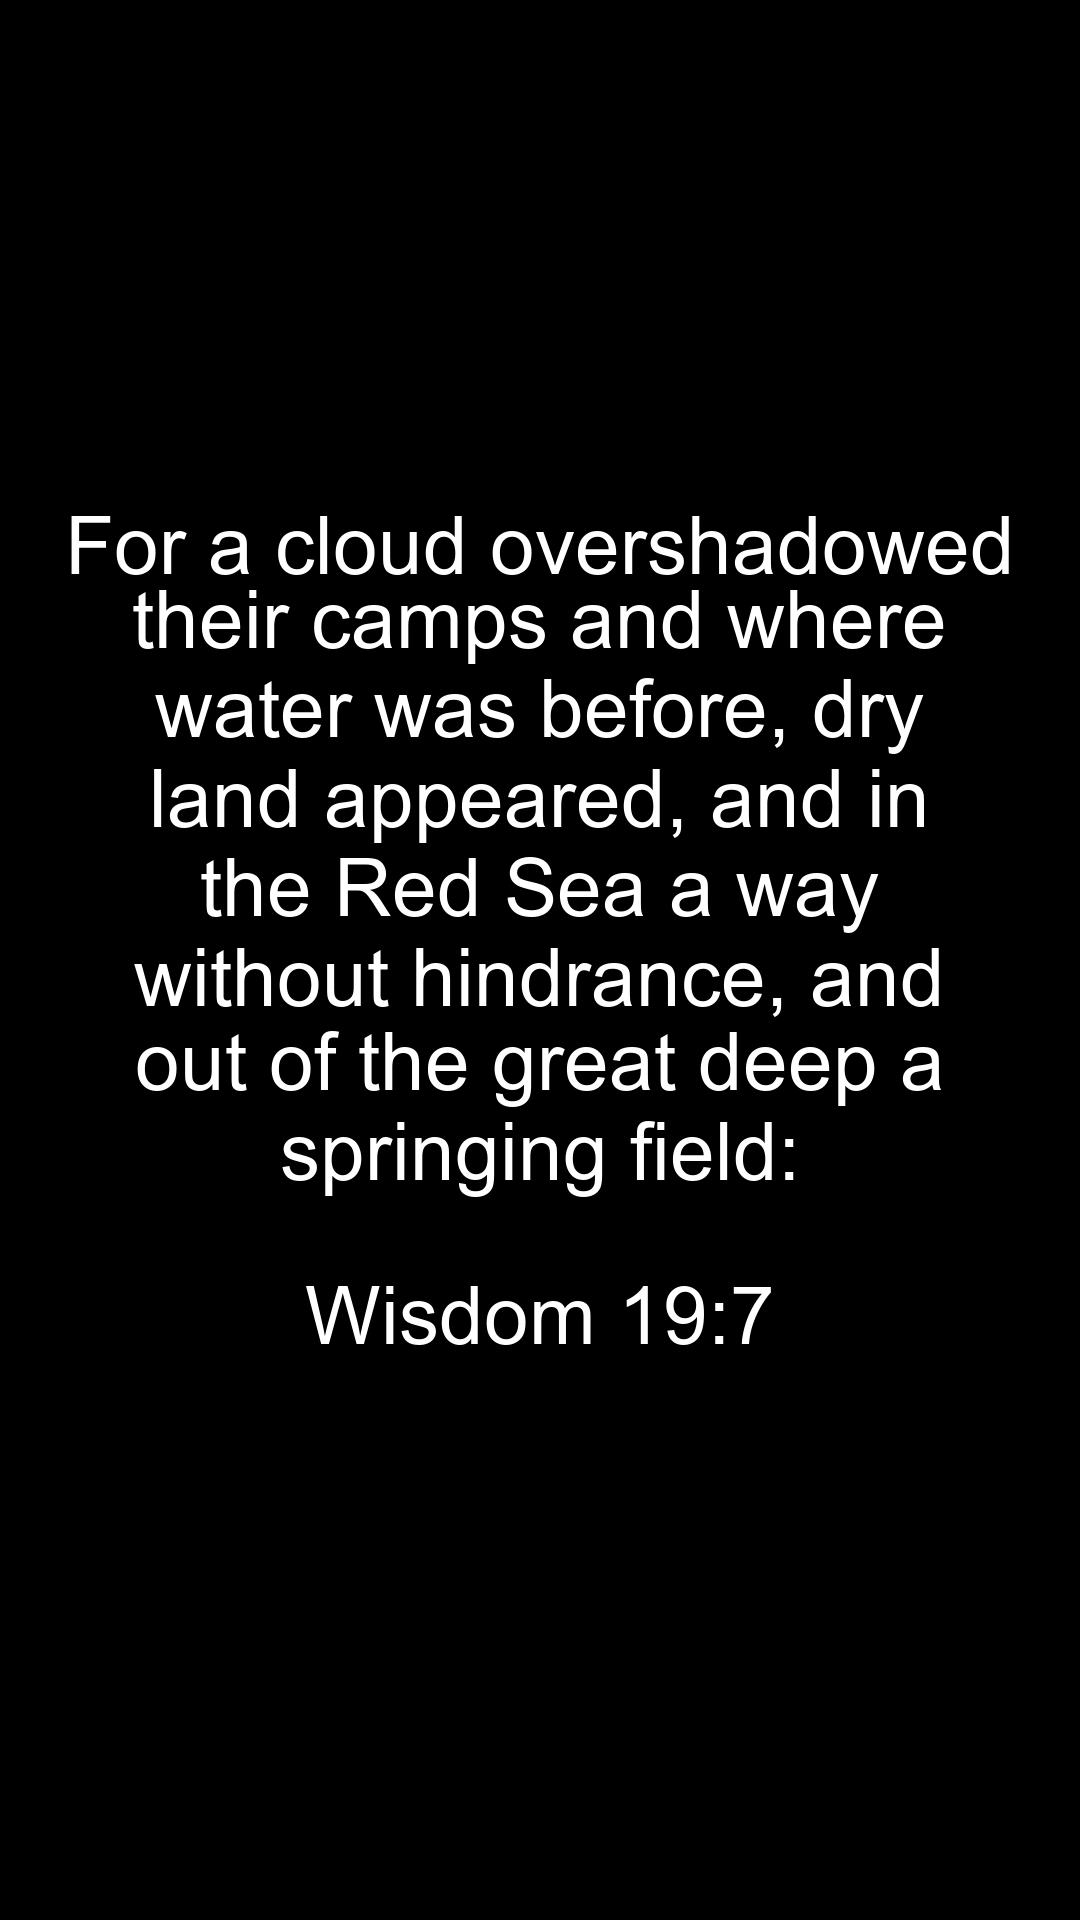 For a cloud overshadowed
their camps and where
water was before, dry
land appeared, and in
the Red Sea a way
without hindrance, and
out of the great deep a
springing field:
Wisdom 19:7